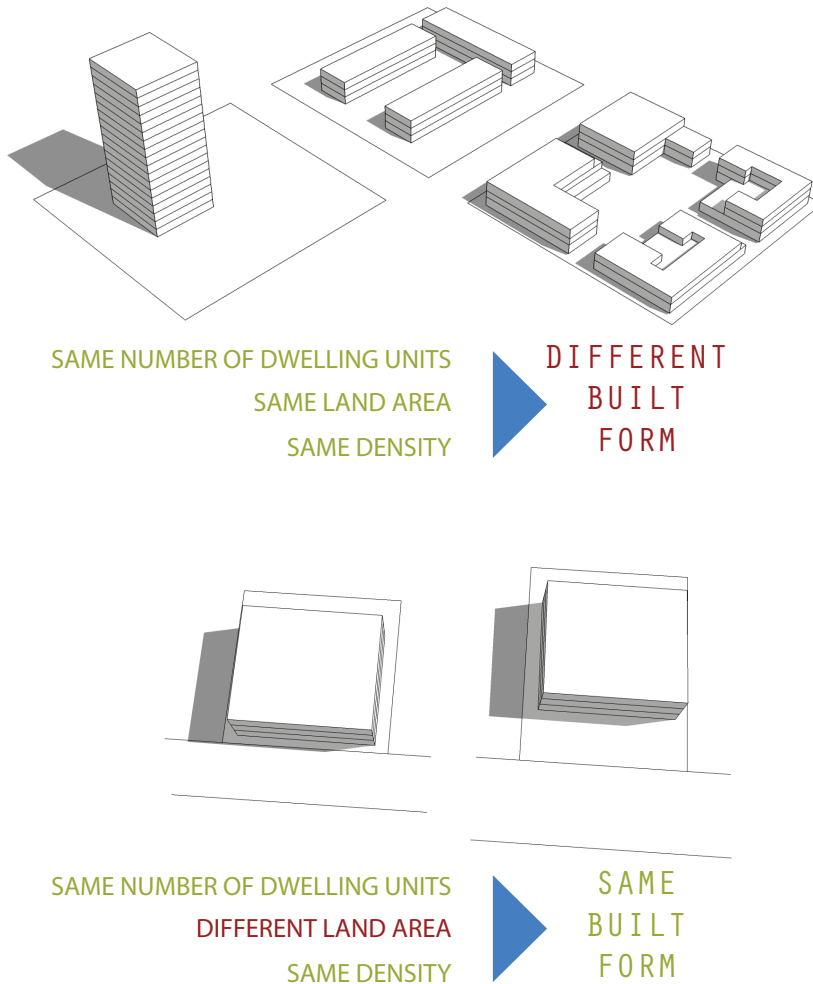 SAME NUMBER OF DWELLING UNITS
SAME LAND AREA
SAME DENSITY
DIFFERENT
BUILT
FORM
SAME NUMBER OF DWELLING UNITS
DIFFERENT LAND AREA
SAME DENSITY
SAME
BUILT
FORM